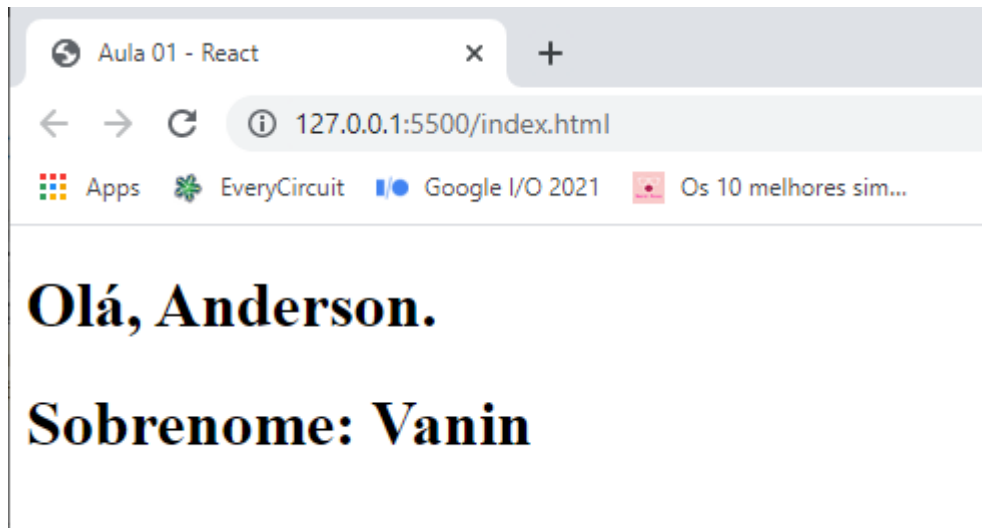 Aula 01 - React
127.0.0.1:5500/index.html
Apps EveryCircuit Google I/O 2021 Os 10 melhores sim...
Olá, Anderson.
Sobrenome: Vanin